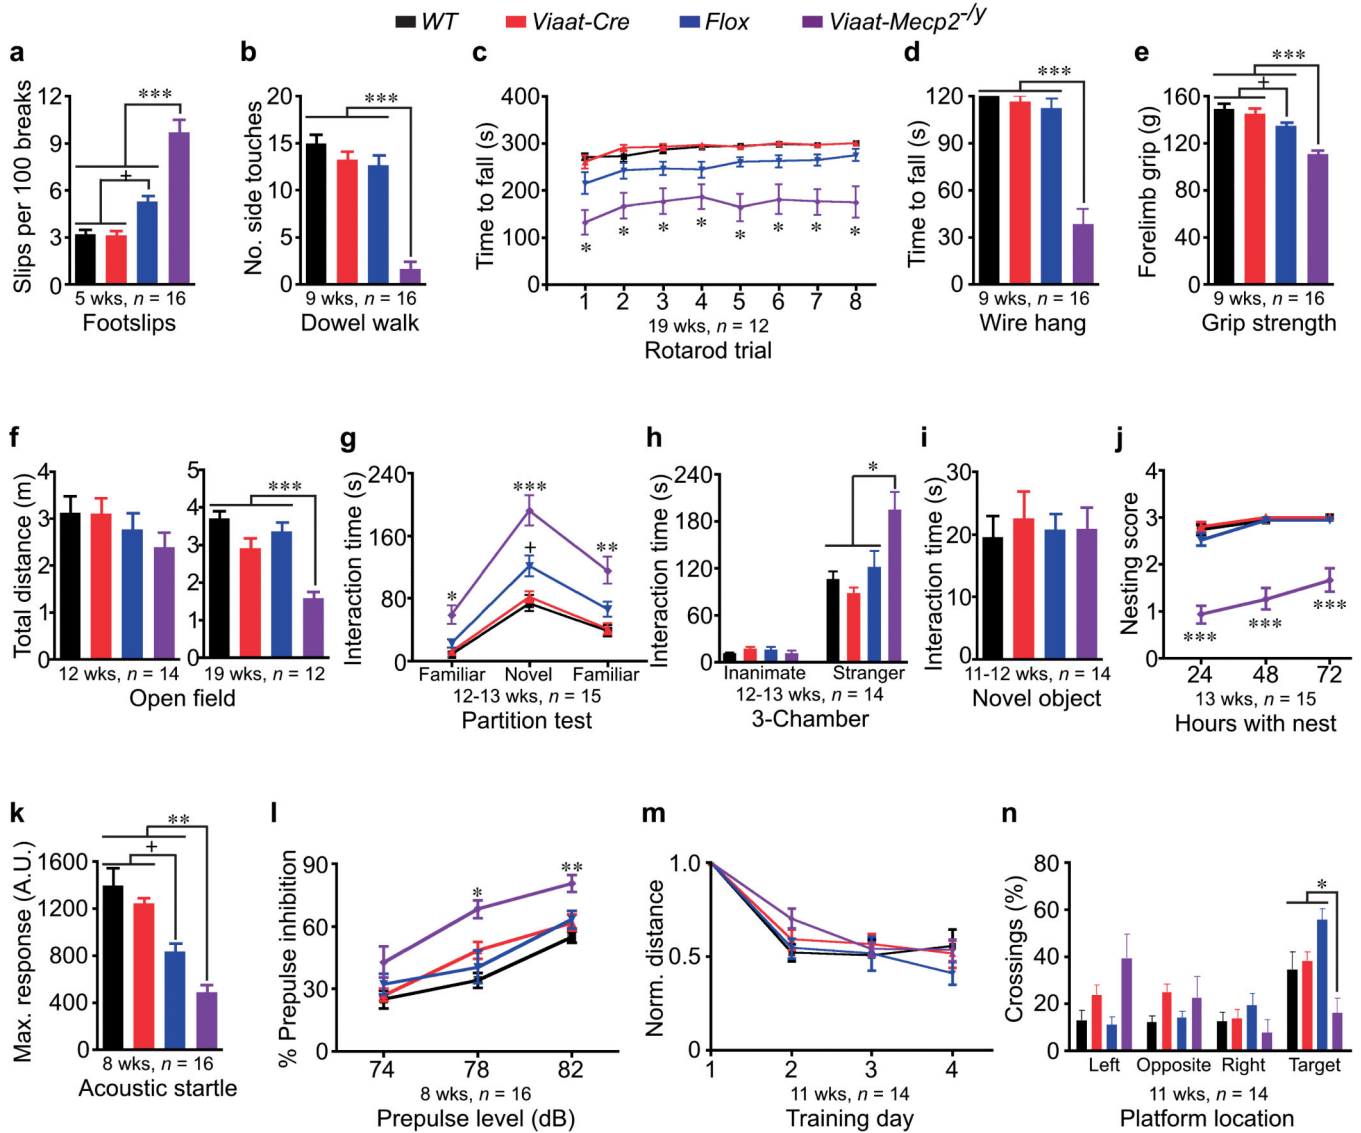 WT Viaat-Cre Flox Viaat-Mecp2-/y
a b c d e
Slips per 100 breaks
12
9
6
3
0
***
+
5 wks, n = 16
Footslips
No. side touches
20
15
10
5
0
***
9 wks, n = 16
Dowel walk
Time to fall (s)
400
300
200
100
0
* * * * * * * *
1 2 3 4 5 6 7 8
19 wks, n = 12
Rotarod trial
Time to fall (s)
120
90
60
30
0
***
9 wks, n = 16
Wire hang
Forelimb grip (g)
160
120
80
40
0
***
+
9 wks, n = 16
Grip strength
f g h i j
Total distance (m)
4
3
2
1
0
12 wks, n = 14
5
4
3
2
1
0
***
19 wks, n = 12
Open field
Interaction time (s)
240
160
80
0
* *** **
+
Familiar Novel Familiar
12-13 wks, n = 15
Partition test
Interaction time (s)
240
180
120
60
0
*
Inanimate Stranger
12-13 wks, n = 14
3-Chamber
Interaction time (s)
30
20
10
0
11-12 wks, n = 14
Novel object
Nesting score
4
3
2
1
0
*** *** ***
24 48 72
13 wks, n = 15
Hours with nest
k l m n
Max. response (A.U.)
1600
1200
800
400
0
**
+
8 wks, n = 16
Acoustic startle
% Prepulse inhibition
90
60
30
0
* **
74 78 82
8 wks, n = 16
Prepulse level (dB)
Norm. distance
1.0
0.5
0
1 2 3 4
11 wks, n = 14
Training day
Crossings (%)
80
60
40
20
0
*
Left Opposite Right Target
11 wks, n = 14
Platform location